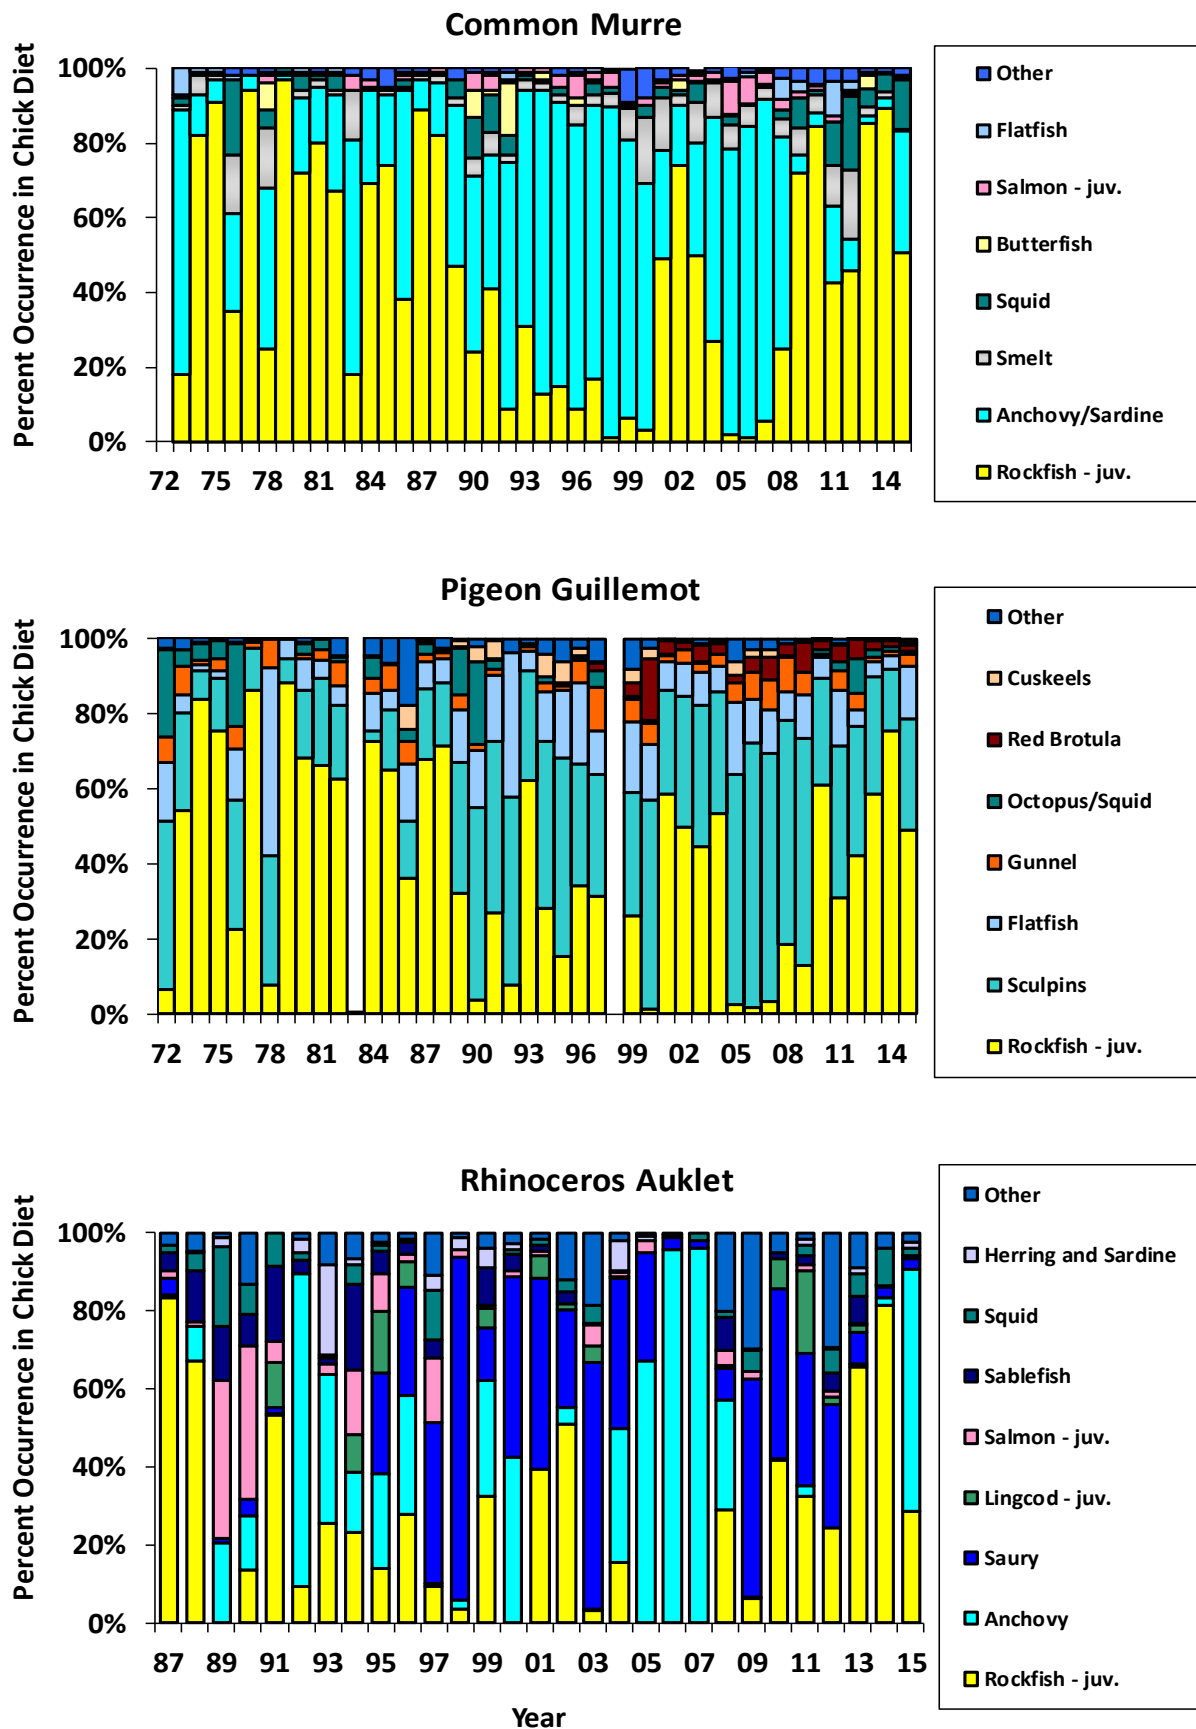 Common Murre
Percent Occurrence in Chick Diet
100%
80%
60%
40%
20%
0%
72 75 78 81 84 87 90 93 96 99 02 05 08 11 14
Other
Flatfish
Salmon - juv.
Butterfish
Squid
Smelt
Anchovy/Sardine
Rockfish - juv.
Pigeon Guillemot
Percent Occurrence in Chick Diet
100%
80%
60%
40%
20%
0%
72 75 78 81 84 87 90 93 96 99 02 05 08 11 14
Other
Cuskeels
Red Brotula
Octopus/Squid
Gunnel
Flatfish
Sculpins
Rockfish - juv.
Rhinoceros Auklet
Percent Occurrence in Chick Diet
100%
80%
60%
40%
20%
0%
87 89 91 93 95 97 99 01 03 05 07 09 11 13 15
Year
Other
Herring and Sardine
Squid
Sablefish
Salmon - juv.
Lingcod - juv.
Saury
Anchovy
Rockfish - juv.